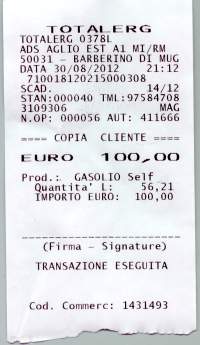 TOTALERG
TOTALERG 0378L
ADS AGLIO EST A1 MI/RM
50031 - BARBERINO DI MUG
DATA 30/08/2012 21:12
710018120215000308
SCAD. 14/12
STAN:000040 TML:97584708
3109306 MAG
N.OP: 000056 AUT: 411666
==== COPIA CLIENTE ====
EURO 100,00
Prod.: GASOLIO Self
Quantita' L: 56,21
IMPORTO EURO: 100,00
(Firma - Signature)
TRANSAZIONE ESEGUITA
Cod. Commerc: 1431493